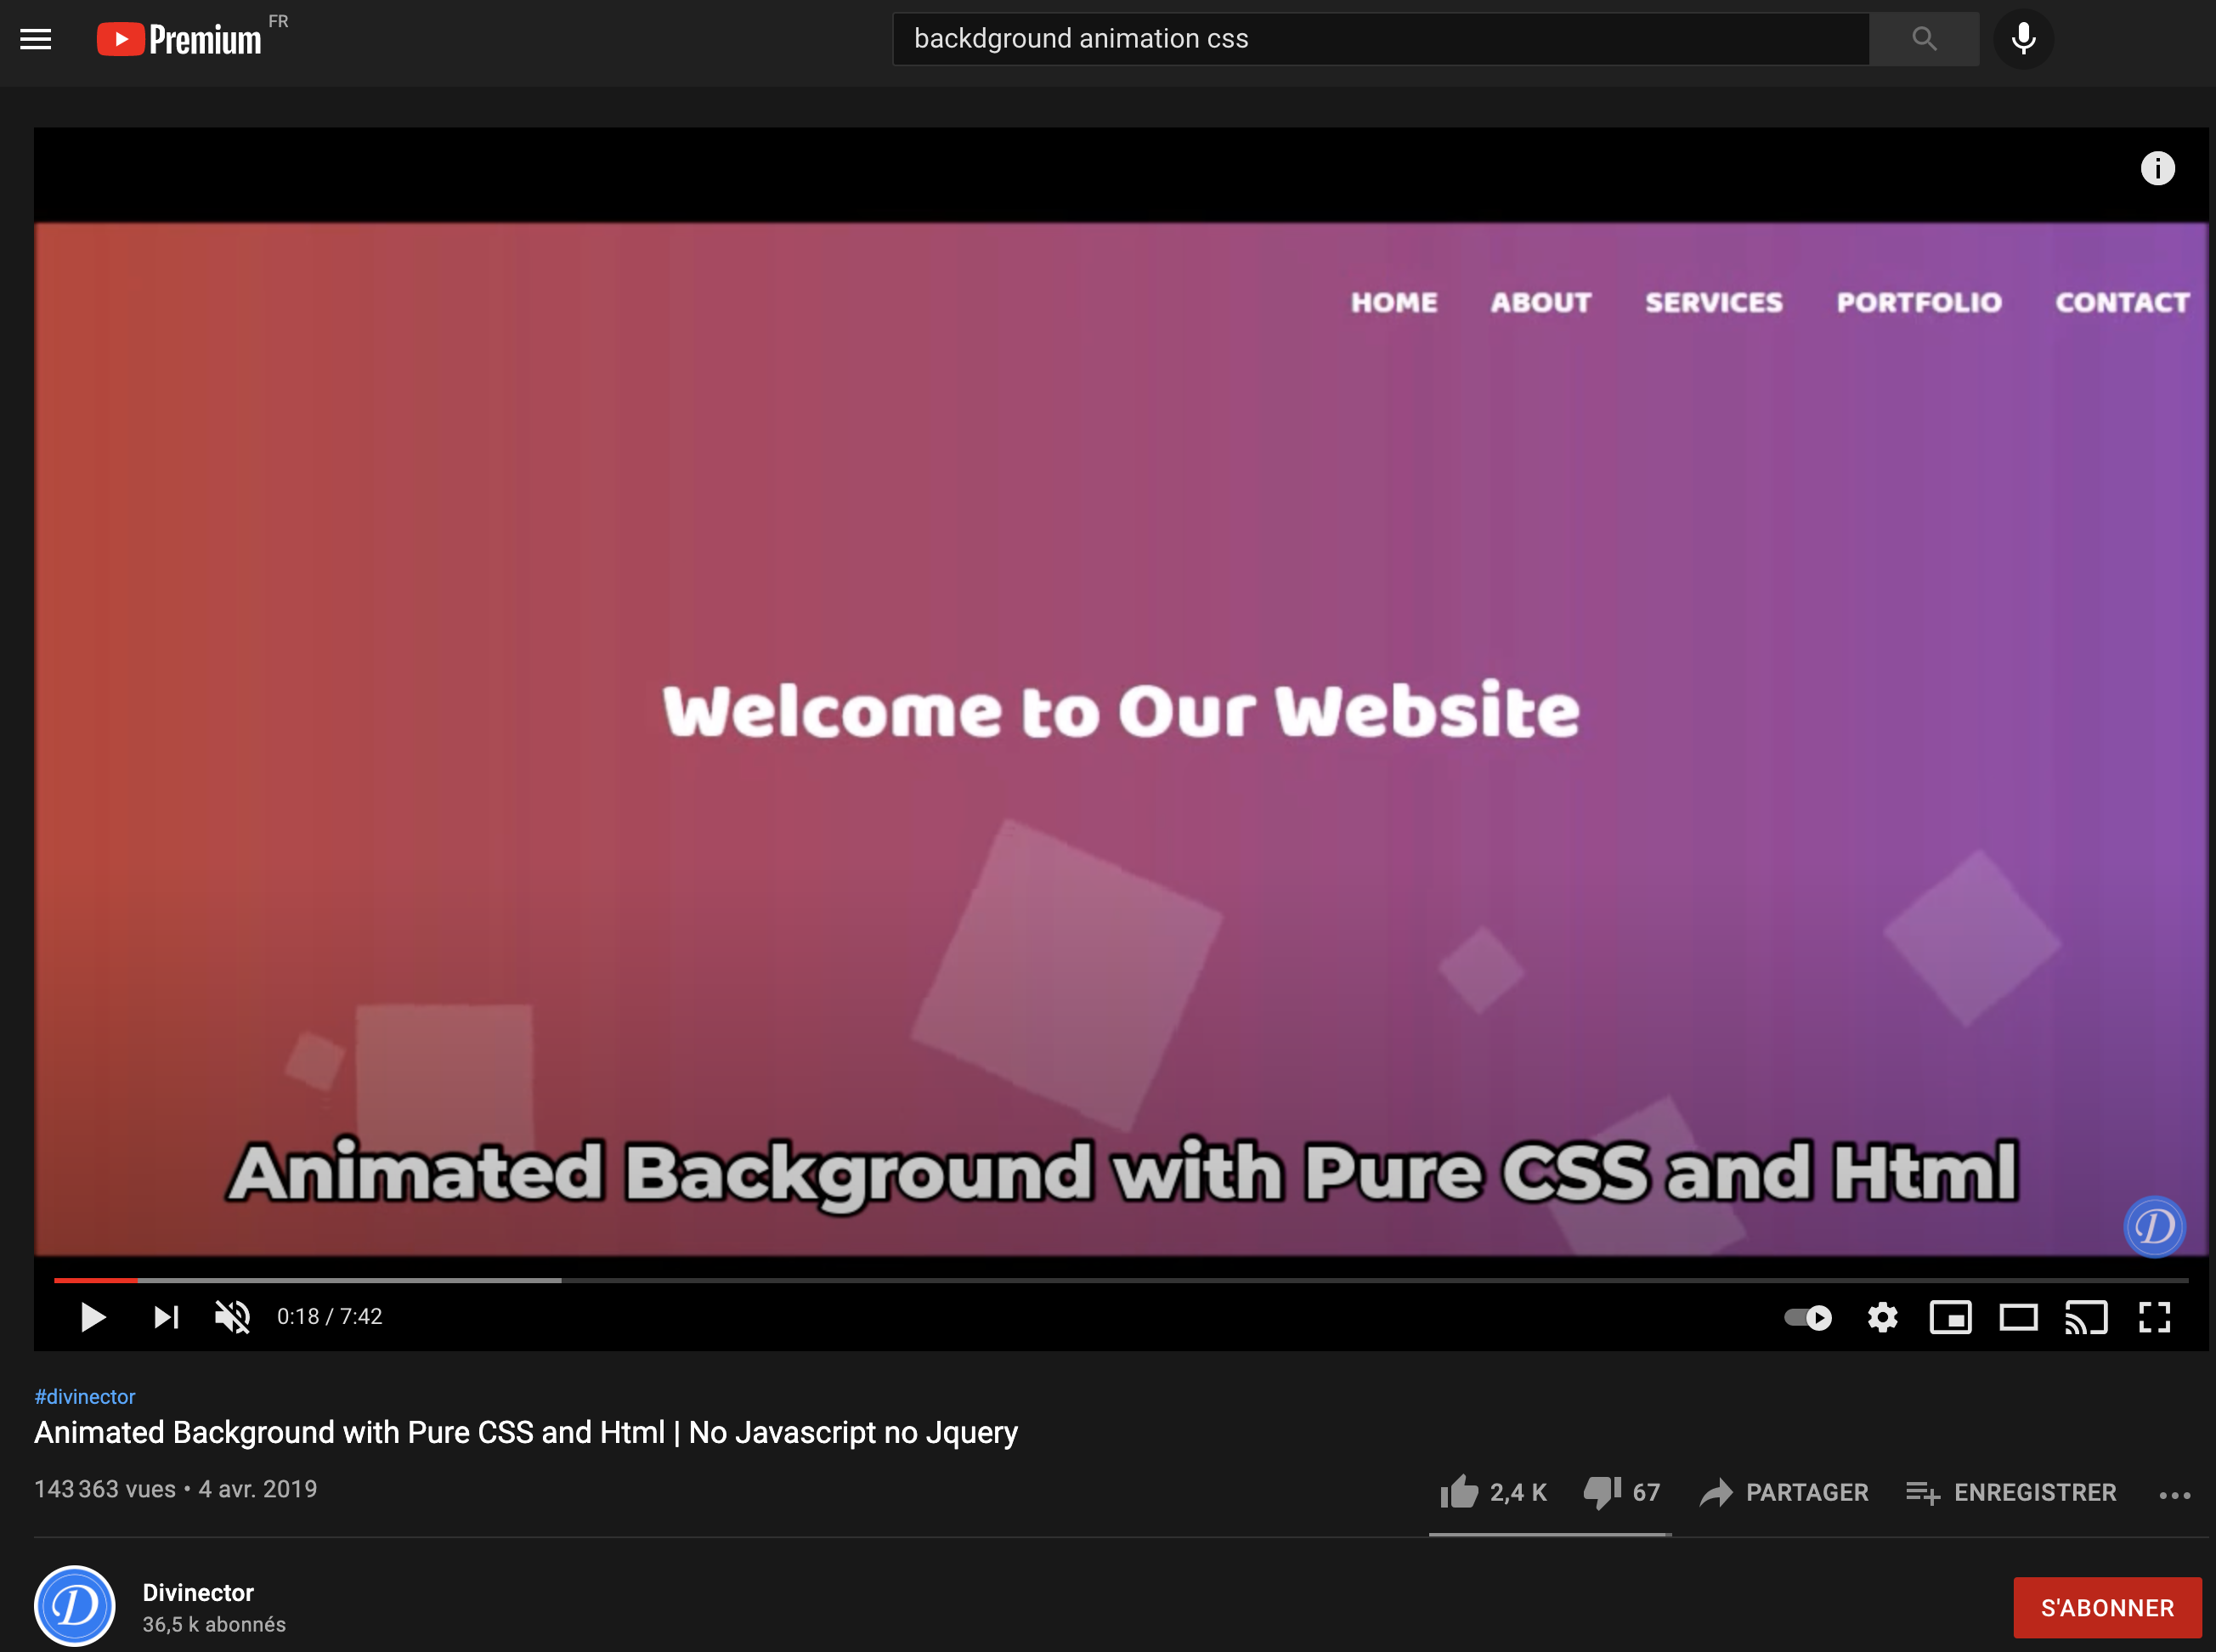 Premium FR
backdground animation css
HOME ABOUT SERVICES PORTFOLIO CONTACT
Welcome to Our Website
Animated Background with Pure CSS and Html
D
0:18 / 7:42
#divinector
Animated Background with Pure CSS and Html | No Javascript no Jquery
143 363 vues • 4 avr. 2019
2,4 K 67 PARTAGER ENREGISTRER
D
Divinector
36,5 k abonnés
S'ABONNER